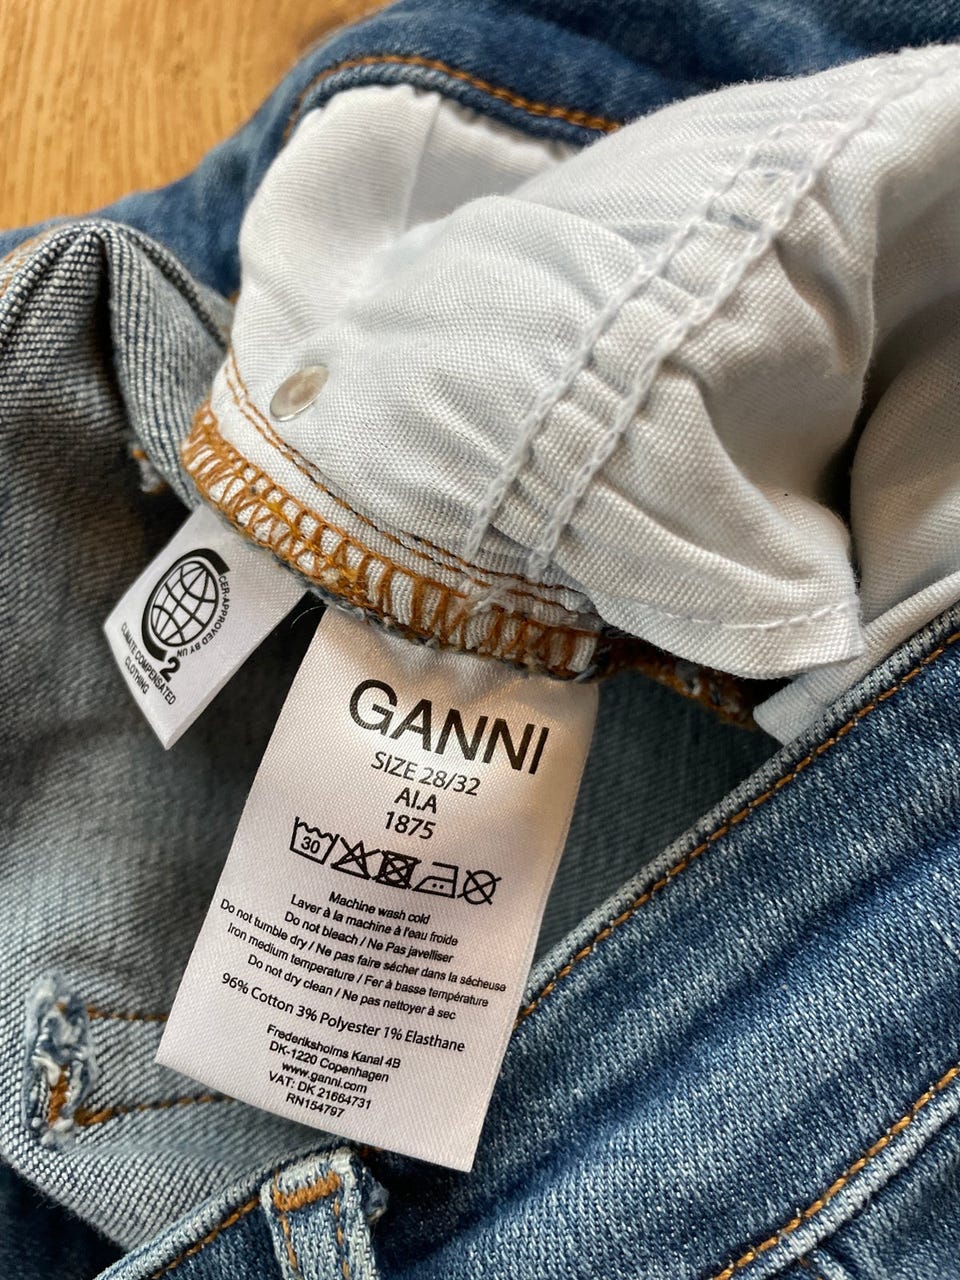 CER-APPROVED BY UN
2
CLIMATE COMPENSATED
CLOTHING
GANNI
SIZE 28/32
AI.A
1875
30
Machine wash cold
Laver à la machine à l'eau froide
Do not bleach / Ne Pas javelliser
Do not tumble dry / Ne pas faire sécher dans la sécheuse
Iron medium temperature / Fer à basse température
Do not dry clean / Ne pas nettoyer à sec
96% Cotton 3% Polyester 1% Elasthane
Frederiksholms Kanal 4B
DK-1220 Copenhagen
www.ganni.com
VAT: DK 21664731
RN154797